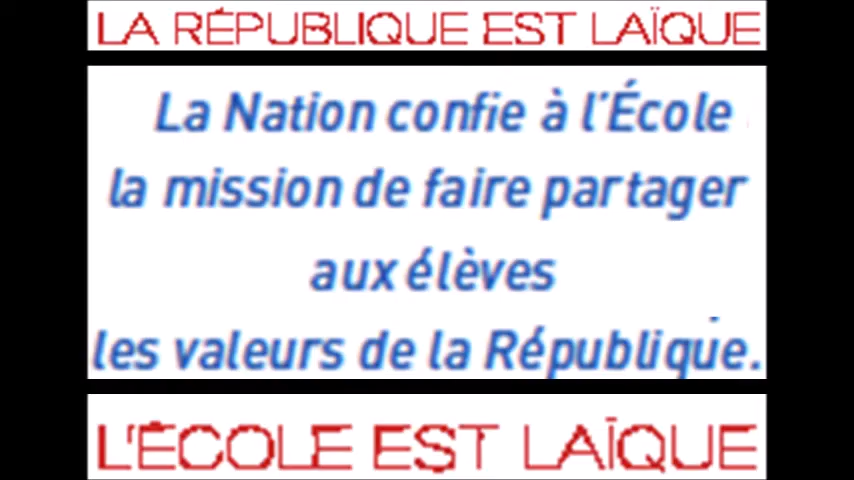 LA RÉPUBLIQUE EST LAÏQUE
La Nation confie à l'École
la mission de faire partager
aux élèves
les valeurs de la République.
L'ÉCOLE EST LAÏQUE